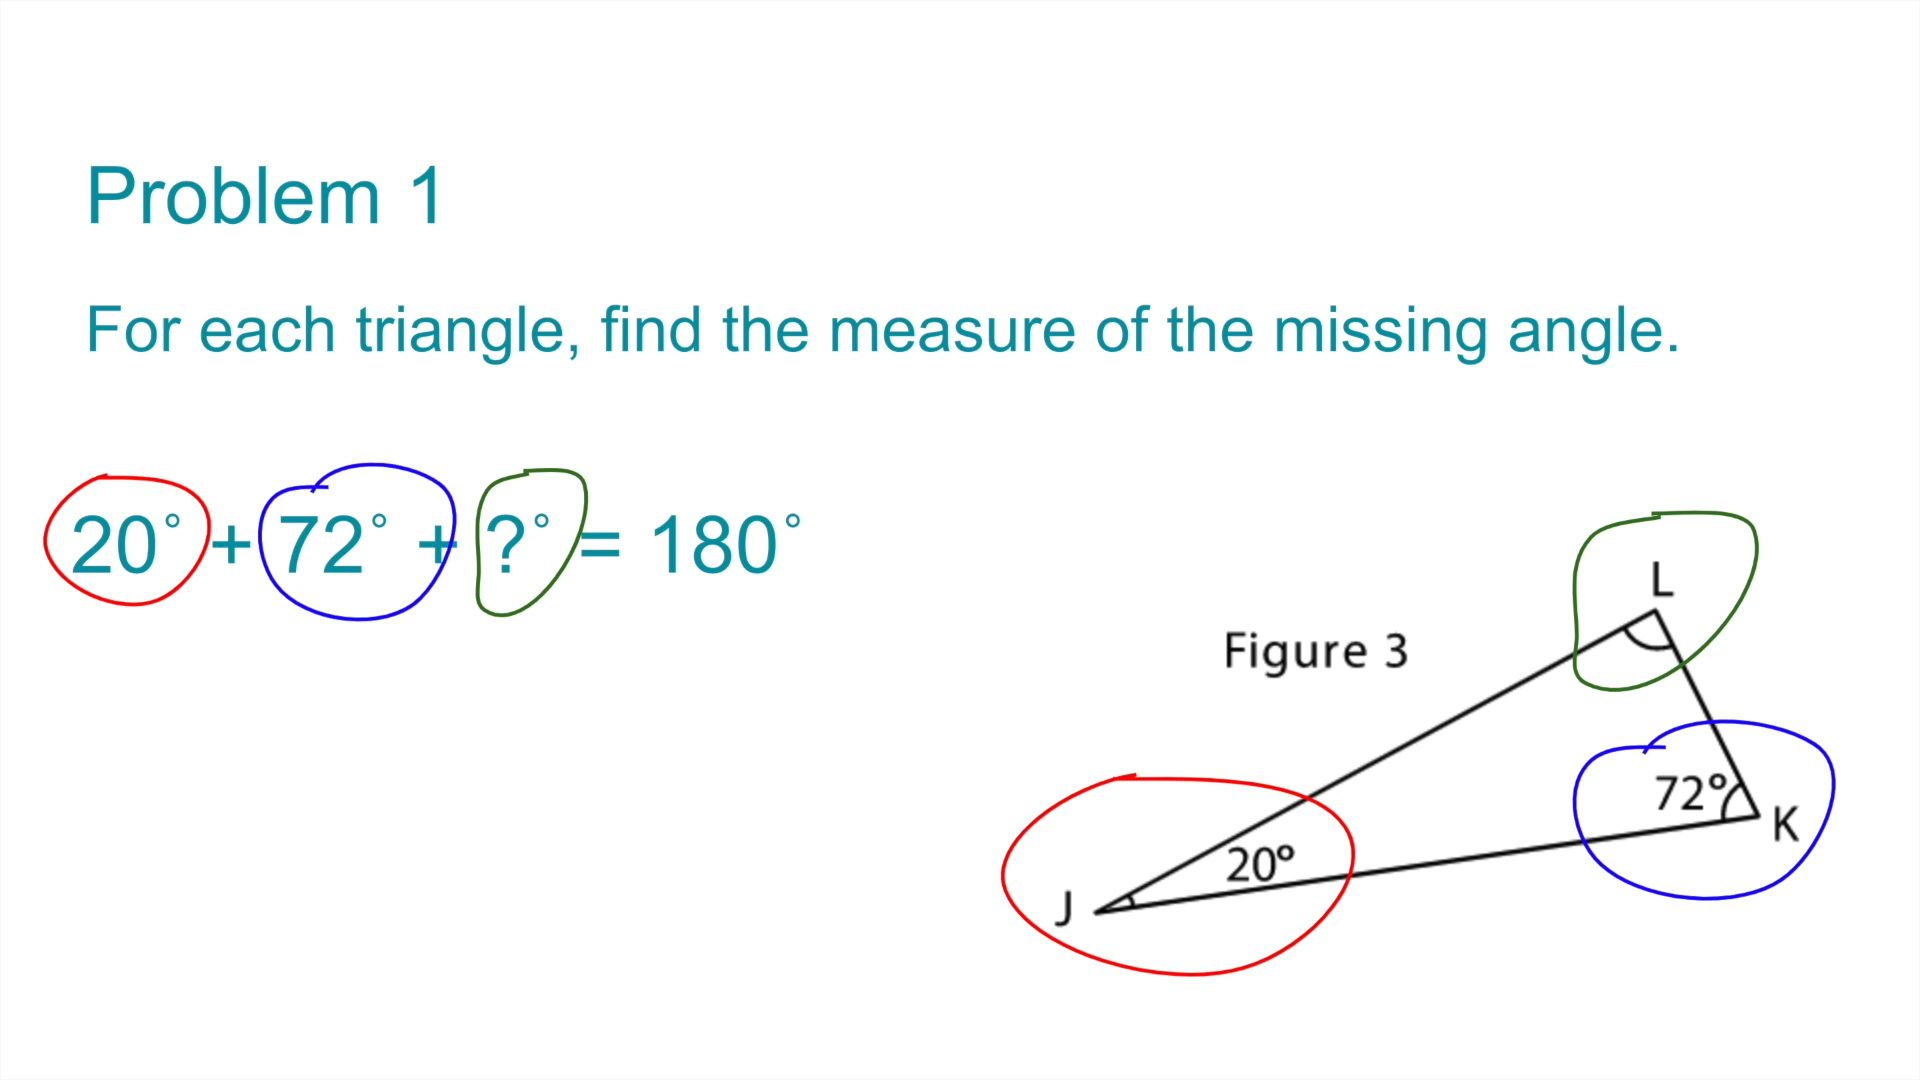 Problem 1
For each triangle, find the measure of the missing angle.
20° + 72° + ?° = 180°
L
Figure 3
72°
K
20°
J